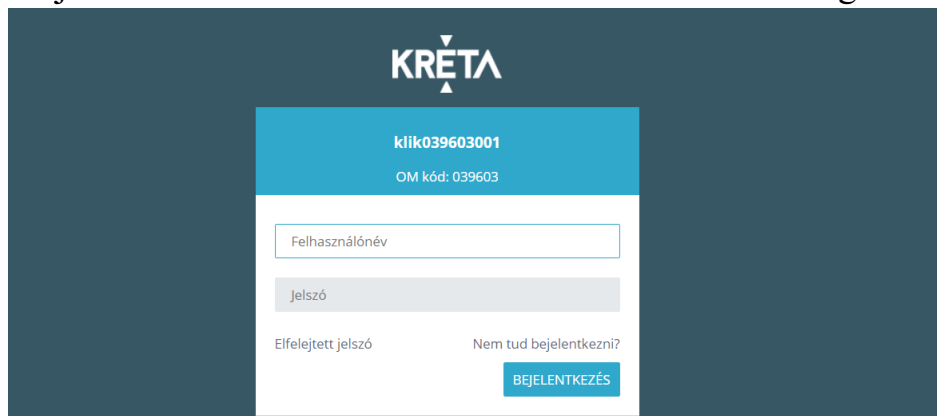 KRÉTA
klik039603001
OM kód: 039603
Felhasználónév
Jelszó
Elfelejtett jelszó Nem tud bejelentkezni?
BEJELENTKEZÉS